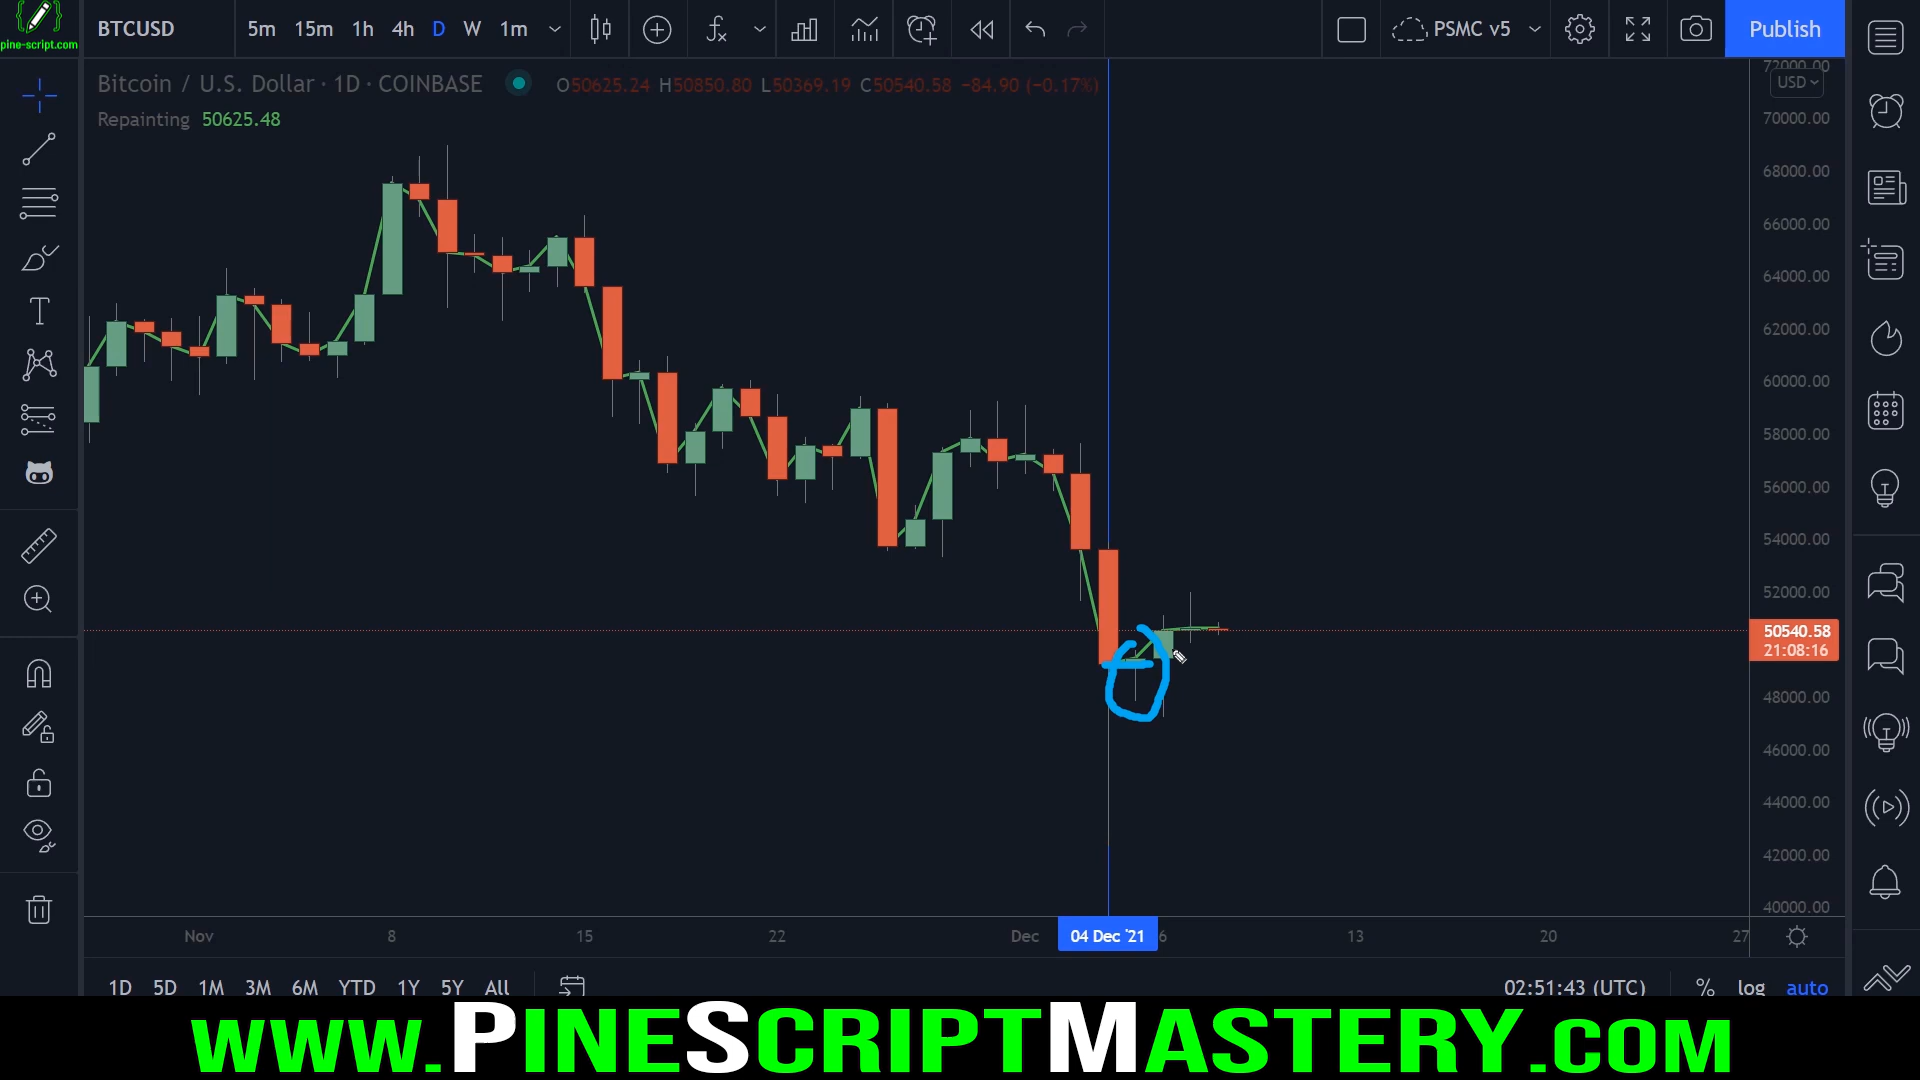 pine-script.com
BTCUSD 5m 15m 1h 4h D W 1m PSMC v5 Publish
Bitcoin / U.S. Dollar · 1D · COINBASE O50625.24 H50850.80 L50369.19 C50540.58 −84.90 (−0.17%)
Repainting 50625.48
72000.00
USD
70000.00
68000.00
66000.00
64000.00
62000.00
60000.00
58000.00
56000.00
54000.00
52000.00
50540.58
21:08:16
48000.00
46000.00
44000.00
42000.00
40000.00
Nov 8 15 22 Dec 04 Dec '21 6 13 20 27
1D 5D 1M 3M 6M YTD 1Y 5Y All 02:51:43 (UTC) % log auto
www.PineScriptMastery.com